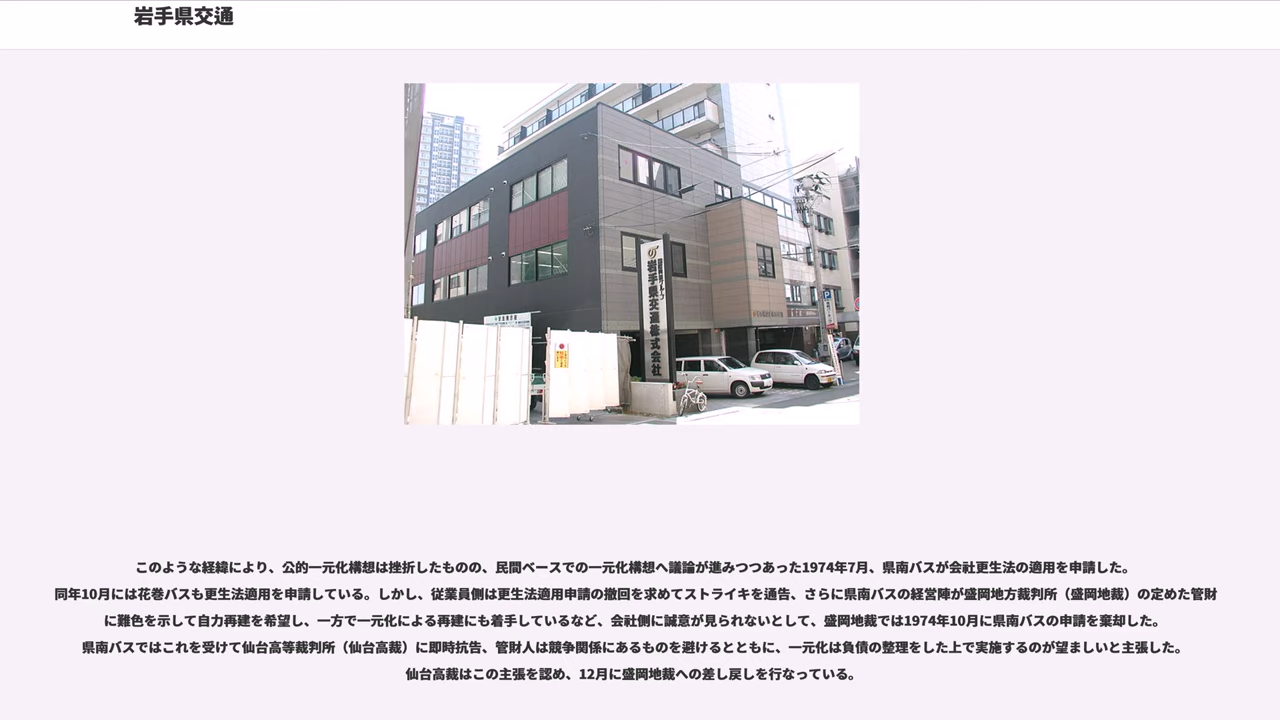 岩手県交通
岩手県交通株式会社
このような経緯により、公的一元化構想は挫折したものの、民間ベースでの一元化構想へ議論が進みつつあった1974年7月、県南バスが会社更生法の適用を申請した。
同年10月には花巻バスも更生法適用を申請している。しかし、従業員側は更生法適用申請の撤回を求めてストライキを通告、さらに県南バスの経営陣が盛岡地方裁判所（盛岡地裁）の定めた管財
に難色を示して自力再建を希望し、一方で一元化による再建にも着手しているなど、会社側に誠意が見られないとして、盛岡地裁では1974年10月に県南バスの申請を棄却した。
県南バスではこれを受けて仙台高等裁判所（仙台高裁）に即時抗告、管財人は競争関係にあるものを避けるとともに、一元化は負債の整理をした上で実施するのが望ましいと主張した。
仙台高裁はこの主張を認め、12月に盛岡地裁への差し戻しを行なっている。